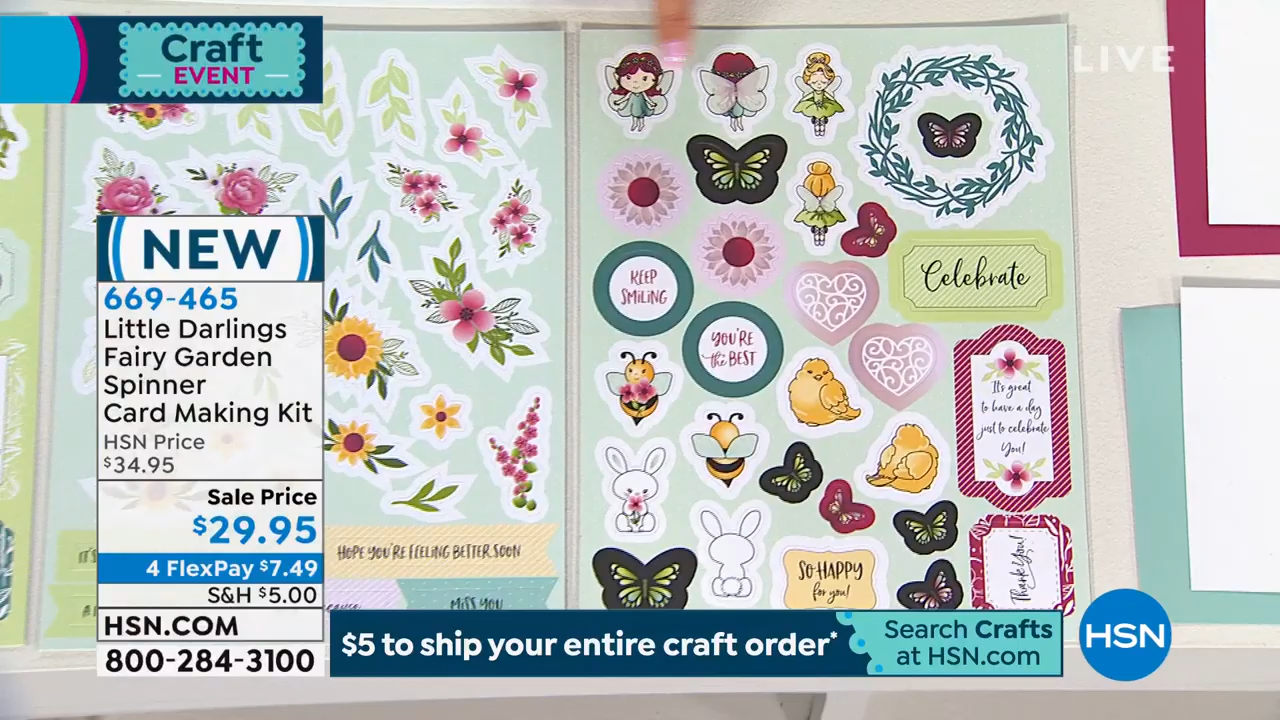 Craft
EVENT
LIVE
NEW
669-465
Little Darlings
Fairy Garden
Spinner
Card Making Kit
HSN Price
$34.95
Sale Price
$29.95
4 FlexPay $7.49
S&H $5.00
HSN.COM
800-284-3100
$5 to ship your entire craft order*
Search Crafts
at HSN.com
HSN
KEEP
SMILING
YOU'RE
the BEST
Celebrate
It's great
to have a day
just to celebrate
You!
HOPE YOU'RE FEELING BETTER SOON
MISS YOU
SO HAPPY
for you!
Thank You!